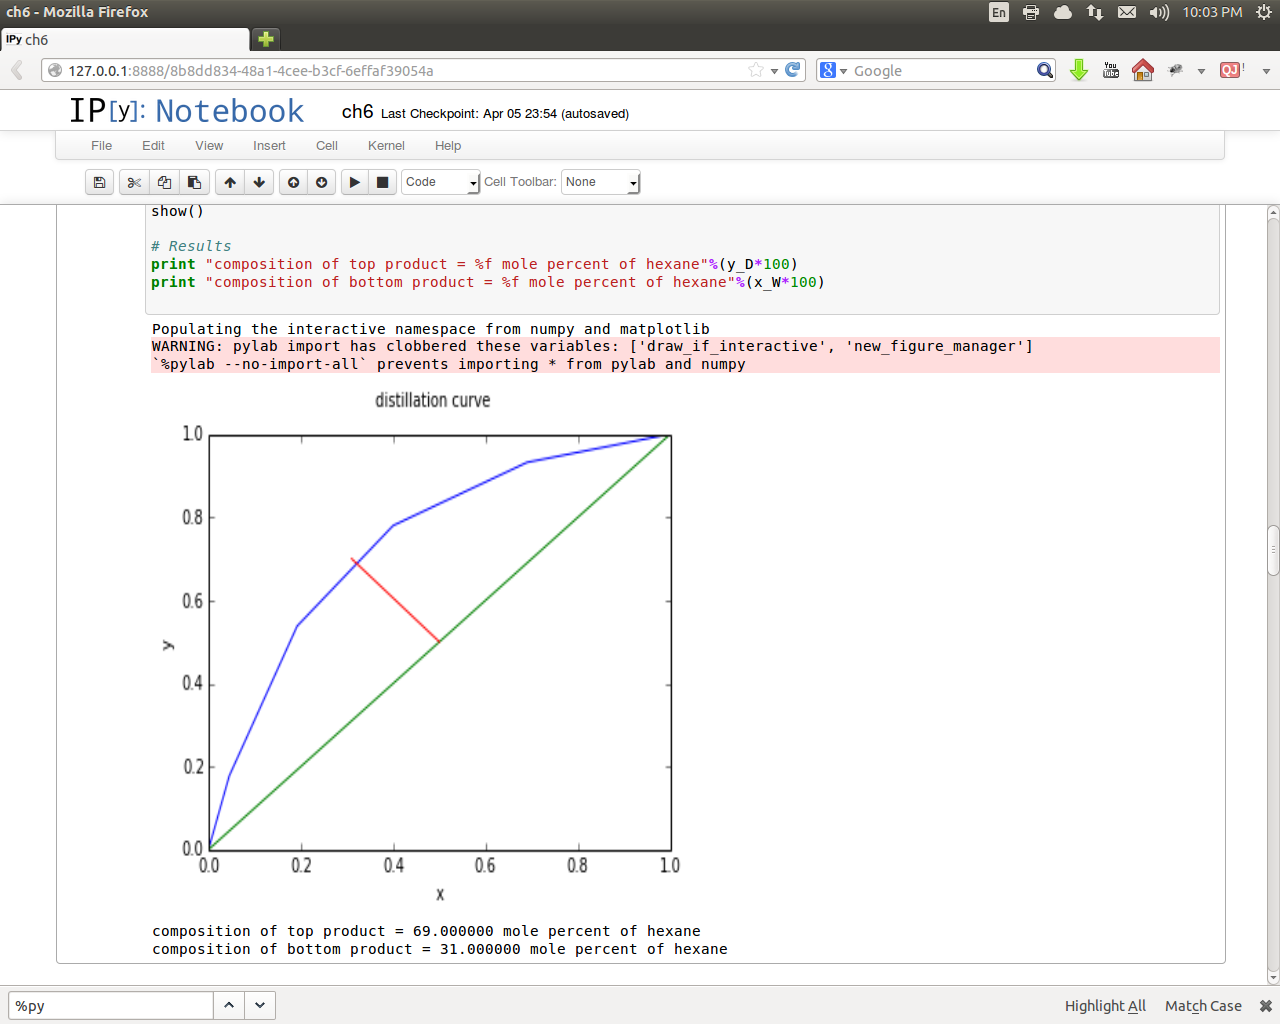 ch6 - Mozilla Firefox
En
10:03 PM
IPy ch6
127.0.0.1:8888/8b8dd834-48a1-4cee-b3cf-6effaf39054a
8
Google
You Tube
QJ !
IP[y]: Notebook
ch6 Last Checkpoint: Apr 05 23:54 (autosaved)
File Edit View Insert Cell Kernel Help
Code
Cell Toolbar: None
show()
# Results
print "composition of top product = %f mole percent of hexane"%(y_D*100)
print "composition of bottom product = %f mole percent of hexane"%(x_W*100)
Populating the interactive namespace from numpy and matplotlib
WARNING: pylab import has clobbered these variables: ['draw_if_interactive', 'new_figure_manager']
`%pylab --no-import-all` prevents importing * from pylab and numpy
distillation curve
1.0
0.8
0.6
y
0.4
0.2
0.0
0.0 0.2 0.4 0.6 0.8 1.0
x
composition of top product = 69.000000 mole percent of hexane
composition of bottom product = 31.000000 mole percent of hexane
%py
Highlight All Match Case